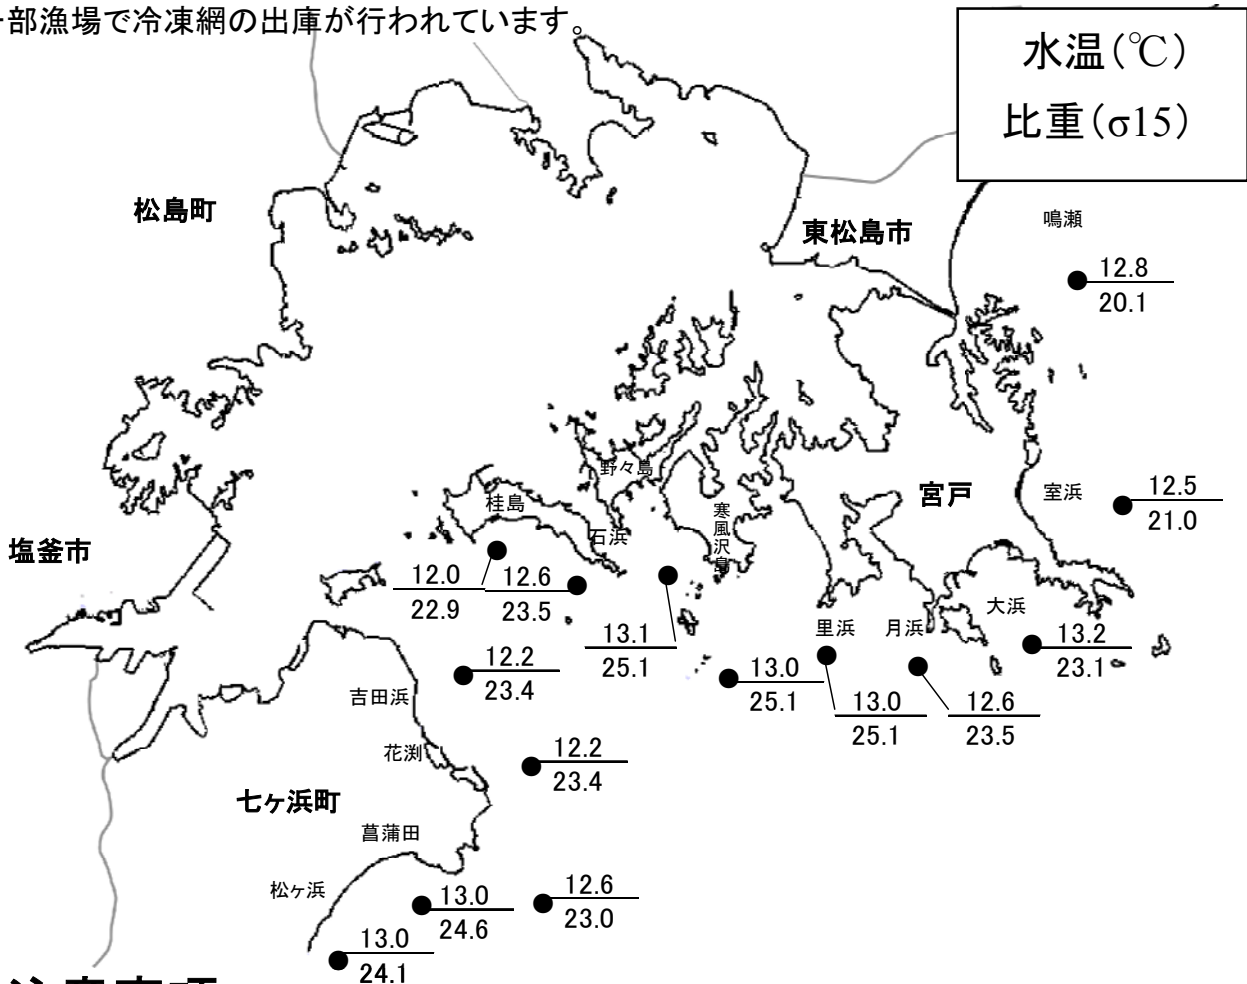 部漁場で冷凍網の出庫が行われています。
水温(℃)
比重(σ15)
松島町
東松島市
鳴瀬
12.8
20.1
野々島
桂島
石浜
寒風沢島
宮戸
室浜
12.5
21.0
塩釜市
12.0
22.9
12.6
23.5
13.1
25.1
里浜
月浜
大浜
13.2
23.1
12.2
23.4
13.0
25.1
13.0
25.1
12.6
23.5
吉田浜
花渕
12.2
23.4
七ヶ浜町
菖蒲田
松ヶ浜
13.0
24.6
12.6
23.0
13.0
24.1